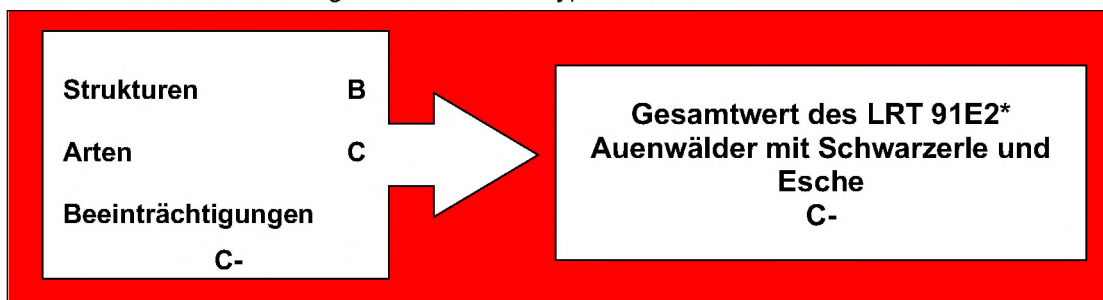 Strukturen B
Arten C
Beeinträchtigungen
C-
Gesamtwert des LRT 91E2*
Auenwälder mit Schwarzerle und
Esche
C-